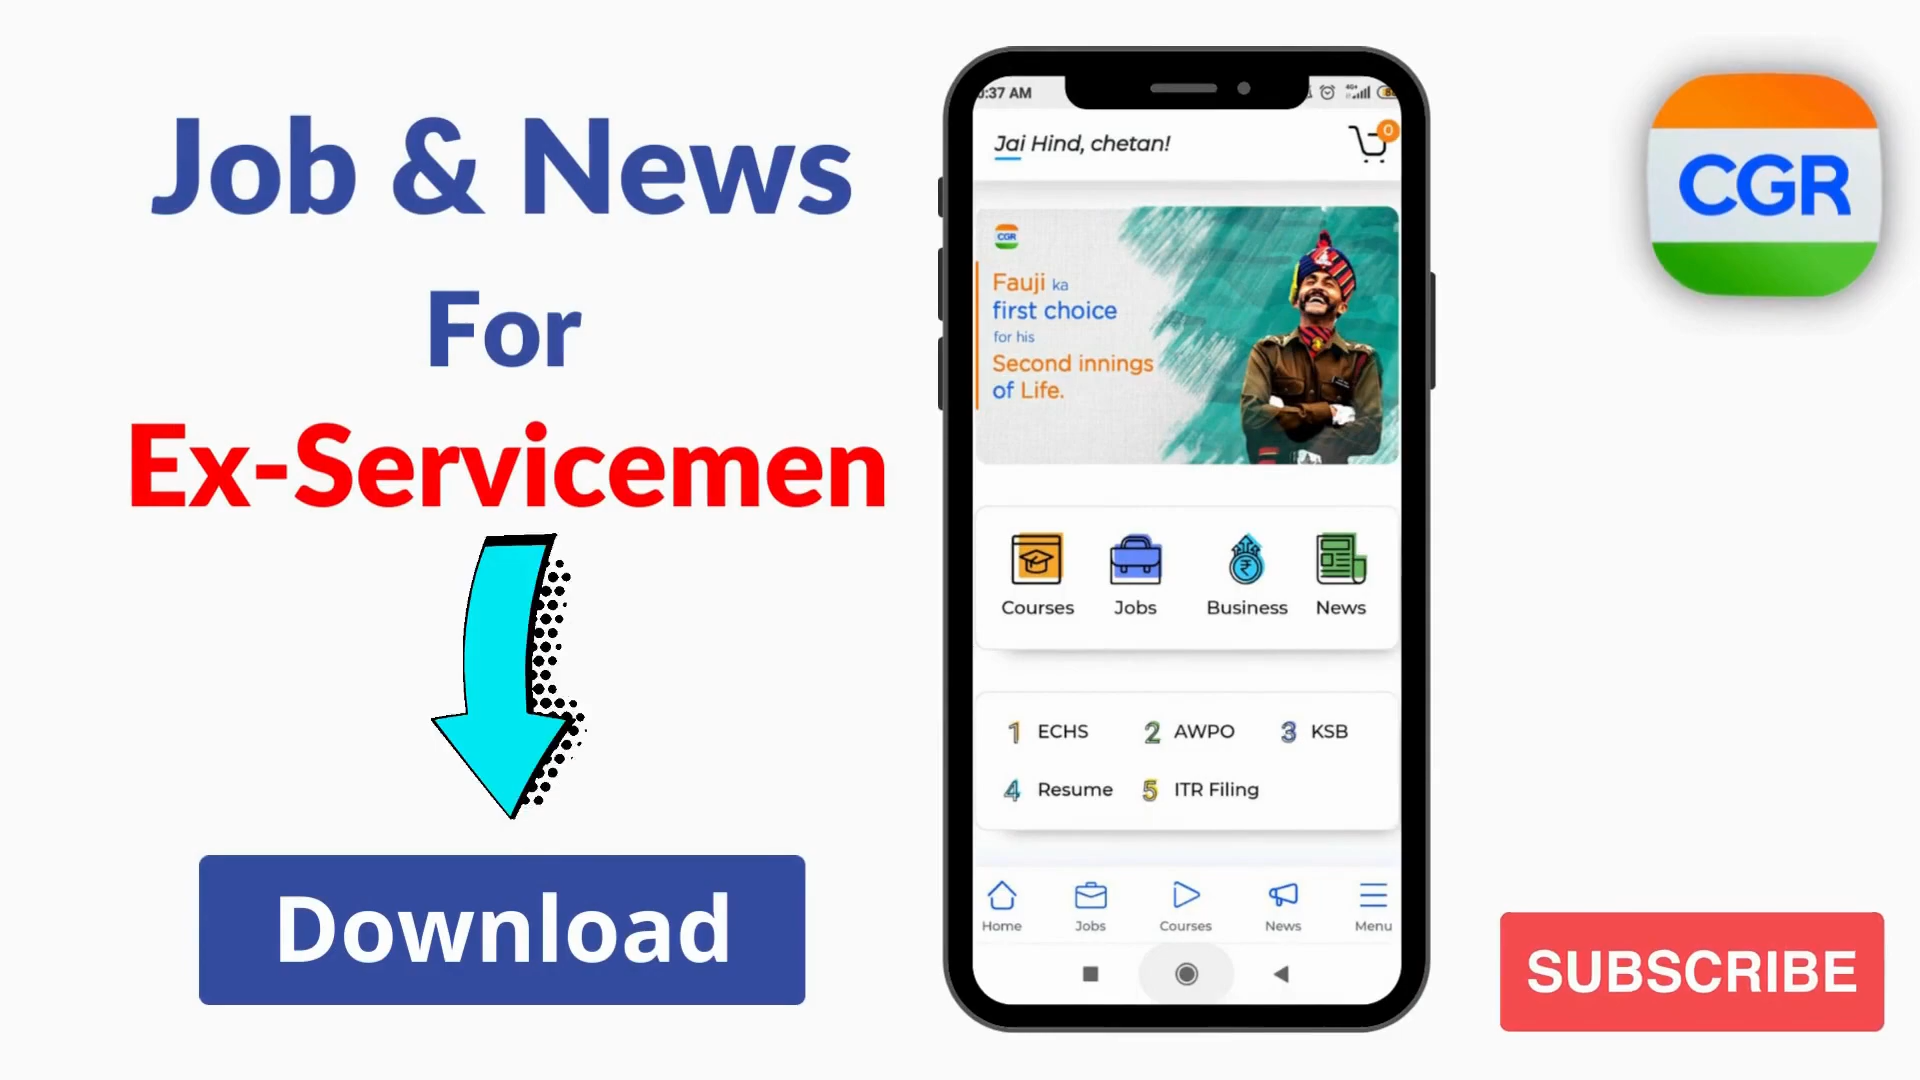 Job & News
For
Ex-Servicemen
Download
:37 AM
Jai Hind, chetan!
0
CGR
Fauji ka
first choice
for his
Second innings
of Life.
Courses
Jobs
Business
News
1 ECHS
2 AWPO
3 KSB
4 Resume
5 ITR Filing
Home
Jobs
Courses
News
Menu
CGR
SUBSCRIBE